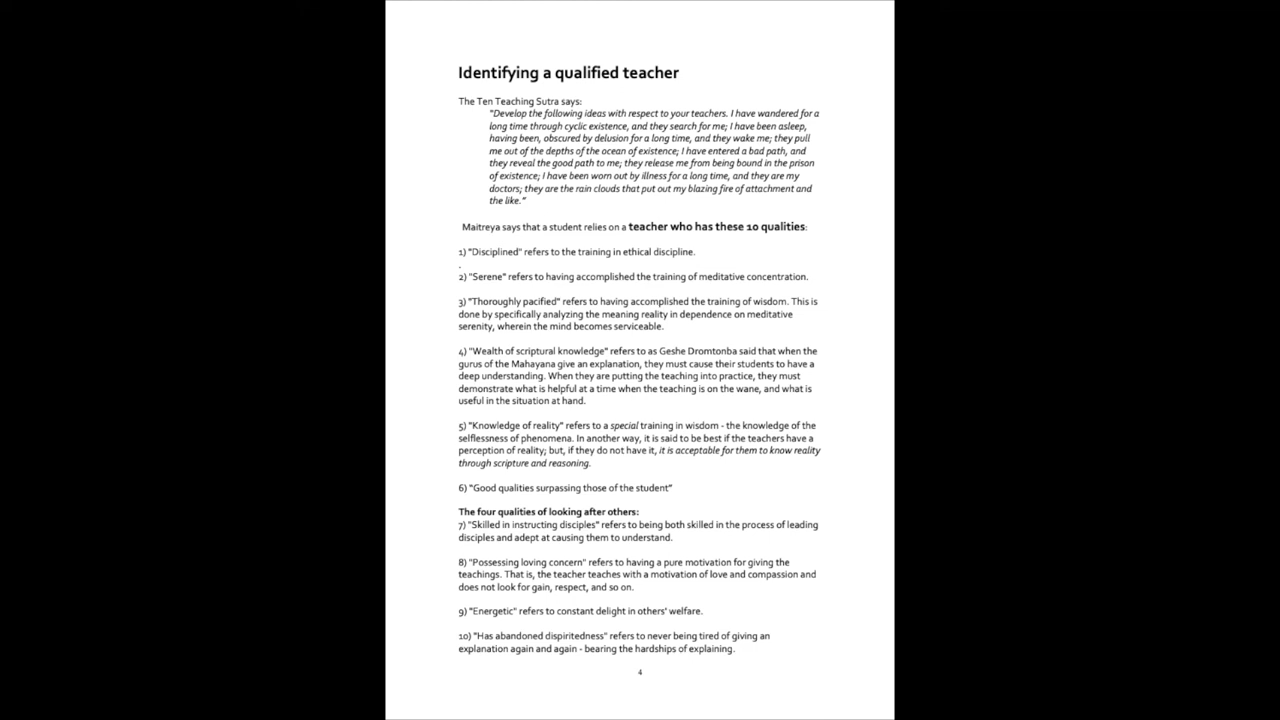 Identifying a qualified teacher
The Ten Teaching Sutra says:
"Develop the following ideas with respect to your teachers. I have wandered for a
long time through cyclic existence, and they search for me; I have been asleep,
having been, obscured by delusion for a long time, and they wake me; they pull
me out of the depths of the ocean of existence; I have entered a bad path, and
they reveal the good path to me; they release me from being bound in the prison
of existence; I have been worn out by illness for a long time, and they are my
doctors; they are the rain clouds that put out my blazing fire of attachment and
the like."
Maitreya says that a student relies on a teacher who has these 10 qualities:
1) "Disciplined" refers to the training in ethical discipline.
.
2) "Serene" refers to having accomplished the training of meditative concentration.
3) "Thoroughly pacified" refers to having accomplished the training of wisdom. This is
done by specifically analyzing the meaning reality in dependence on meditative
serenity, wherein the mind becomes serviceable.
4) "Wealth of scriptural knowledge" refers to as Geshe Dromtonba said that when the
gurus of the Mahayana give an explanation, they must cause their students to have a
deep understanding. When they are putting the teaching into practice, they must
demonstrate what is helpful at a time when the teaching is on the wane, and what is
useful in the situation at hand.
5) "Knowledge of reality" refers to a special training in wisdom - the knowledge of the
selflessness of phenomena. In another way, it is said to be best if the teachers have a
perception of reality; but, if they do not have it, it is acceptable for them to know reality
through scripture and reasoning.
6) "Good qualities surpassing those of the student"
The four qualities of looking after others:
7) "Skilled in instructing disciples" refers to being both skilled in the process of leading
disciples and adept at causing them to understand.
8) "Possessing loving concern" refers to having a pure motivation for giving the
teachings. That is, the teacher teaches with a motivation of love and compassion and
does not look for gain, respect, and so on.
9) "Energetic" refers to constant delight in others' welfare.
10) "Has abandoned dispiritedness" refers to never being tired of giving an
explanation again and again - bearing the hardships of explaining.
4